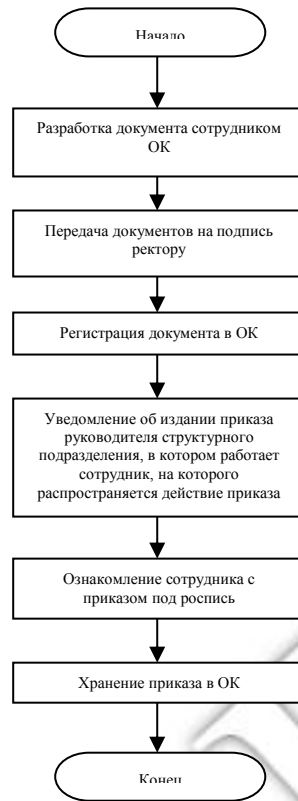 Начало
Разработка документа сотрудником
ОК
Передача документов на подпись
ректору
Регистрация документа в ОК
Уведомление об издании приказа
руководителя структурного
подразделения, в котором работает
сотрудник, на которого
распространяется действие приказа
Ознакомление сотрудника с
приказом под роспись
Хранение приказа в ОК
Конец